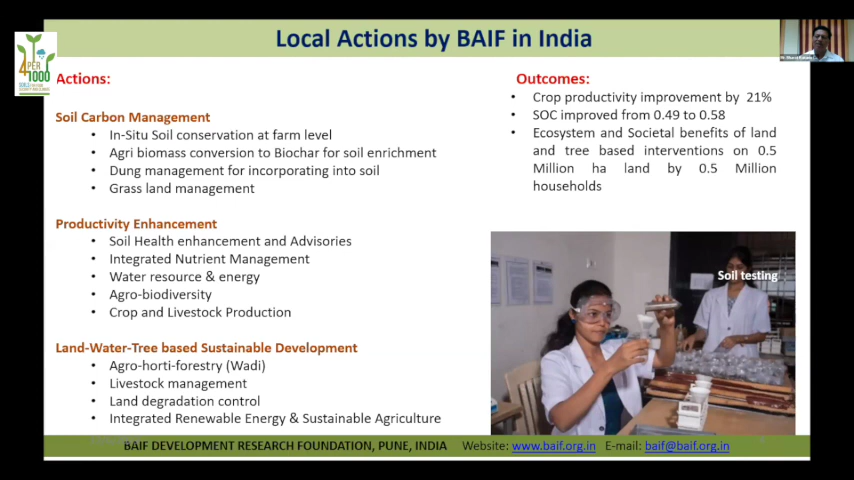 Local Actions by BAIF in India
4PER
1000
Actions:
Soil Carbon Management
• In-Situ Soil conservation at farm level
• Agri biomass conversion to Biochar for soil enrichment
• Dung management for incorporating into soil
• Grass land management
Productivity Enhancement
• Soil Health enhancement and Advisories
• Integrated Nutrient Management
• Water resource & energy
• Agro-biodiversity
• Crop and Livestock Production
Land-Water-Tree based Sustainable Development
• Agro-horti-forestry (Wadi)
• Livestock management
• Land degradation control
• Integrated Renewable Energy & Sustainable Agriculture
Outcomes:
• Crop productivity improvement by 21%
• SOC improved from 0.49 to 0.58
• Ecosystem and Societal benefits of land
and tree based interventions on 0.5
Million ha land by 0.5 Million
households
Soil testing
BAIF DEVELOPMENT RESEARCH FOUNDATION, PUNE, INDIA Website: www.baif.org.in E-mail: baif@baif.org.in